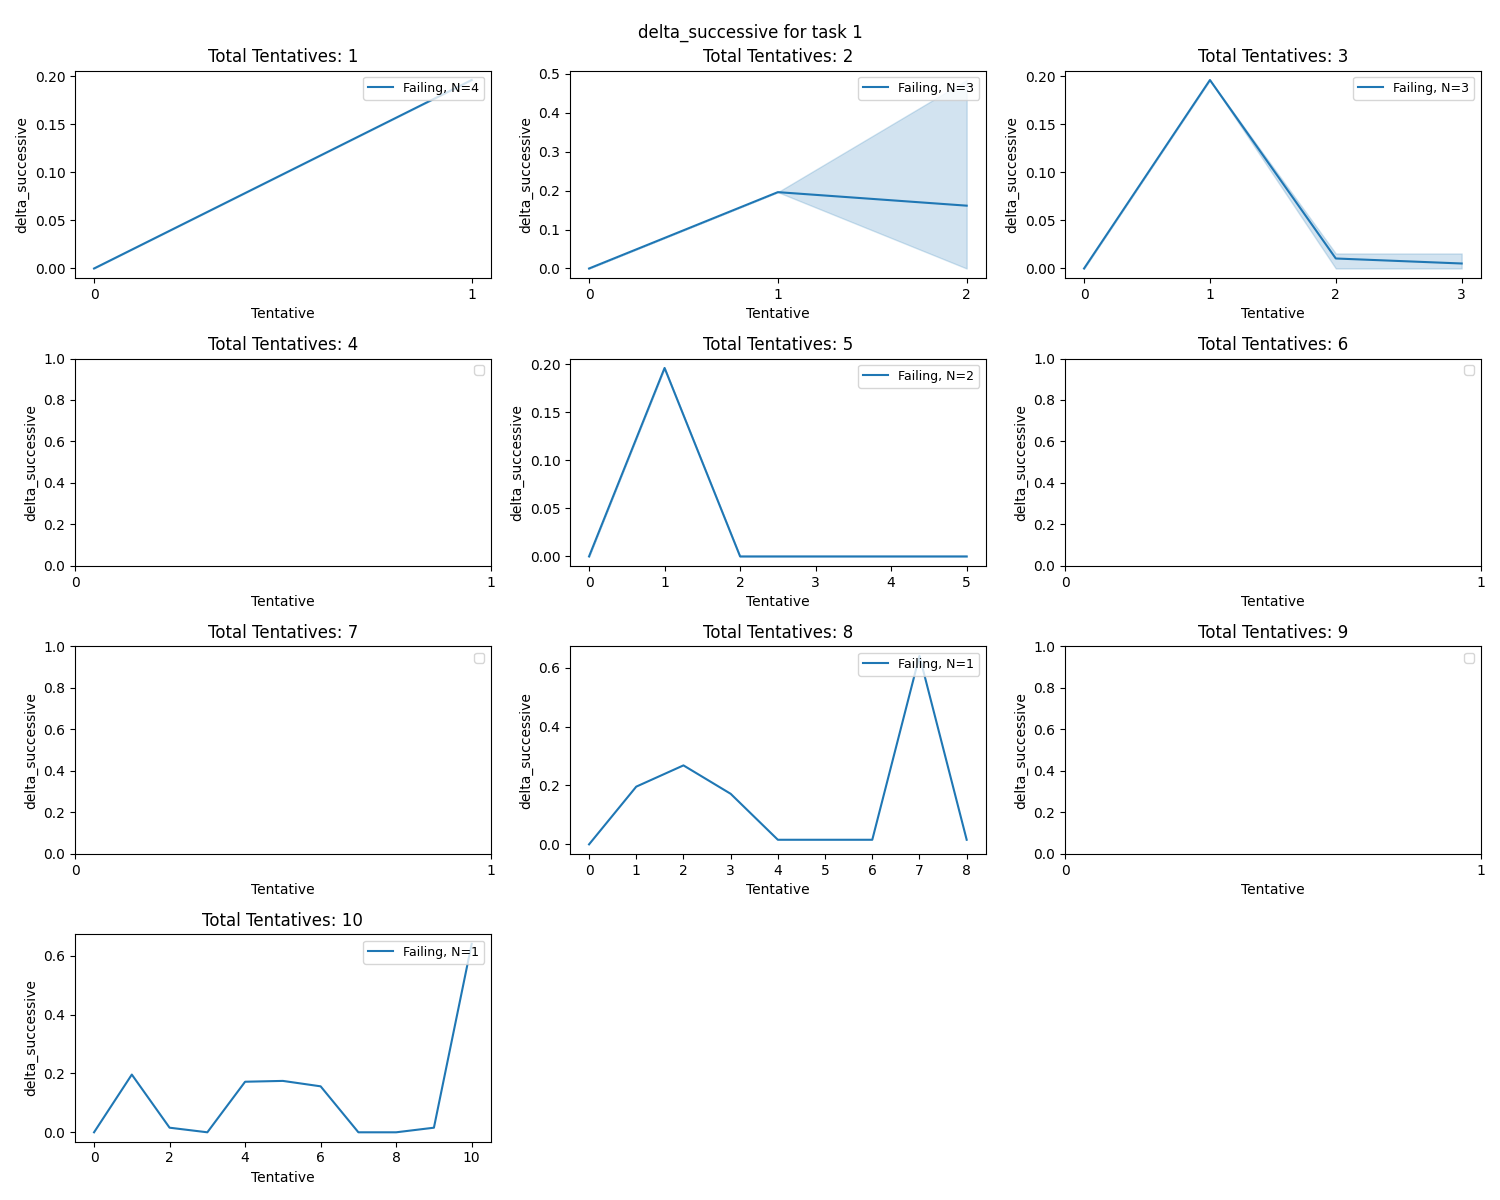 delta_successive for task 1
Total Tentatives: 1
0.20
0.15
0.10
0.05
0.00
delta_successive
Failing, N=4
0 1
Tentative
Total Tentatives: 2
0.5
0.4
0.3
0.2
0.1
0.0
delta_successive
Failing, N=3
0 1 2
Tentative
Total Tentatives: 3
0.20
0.15
0.10
0.05
0.00
delta_successive
Failing, N=3
0 1 2 3
Tentative
Total Tentatives: 4
1.0
0.8
0.6
0.4
0.2
0.0
delta_successive
0 1
Tentative
Total Tentatives: 5
0.20
0.15
0.10
0.05
0.00
delta_successive
Failing, N=2
0 1 2 3 4 5
Tentative
Total Tentatives: 6
1.0
0.8
0.6
0.4
0.2
0.0
delta_successive
0 1
Tentative
Total Tentatives: 7
1.0
0.8
0.6
0.4
0.2
0.0
delta_successive
0 1
Tentative
Total Tentatives: 8
0.6
0.4
0.2
0.0
delta_successive
Failing, N=1
0 1 2 3 4 5 6 7 8
Tentative
Total Tentatives: 9
1.0
0.8
0.6
0.4
0.2
0.0
delta_successive
0 1
Tentative
Total Tentatives: 10
0.6
0.4
0.2
0.0
delta_successive
Failing, N=1
0 2 4 6 8 10
Tentative